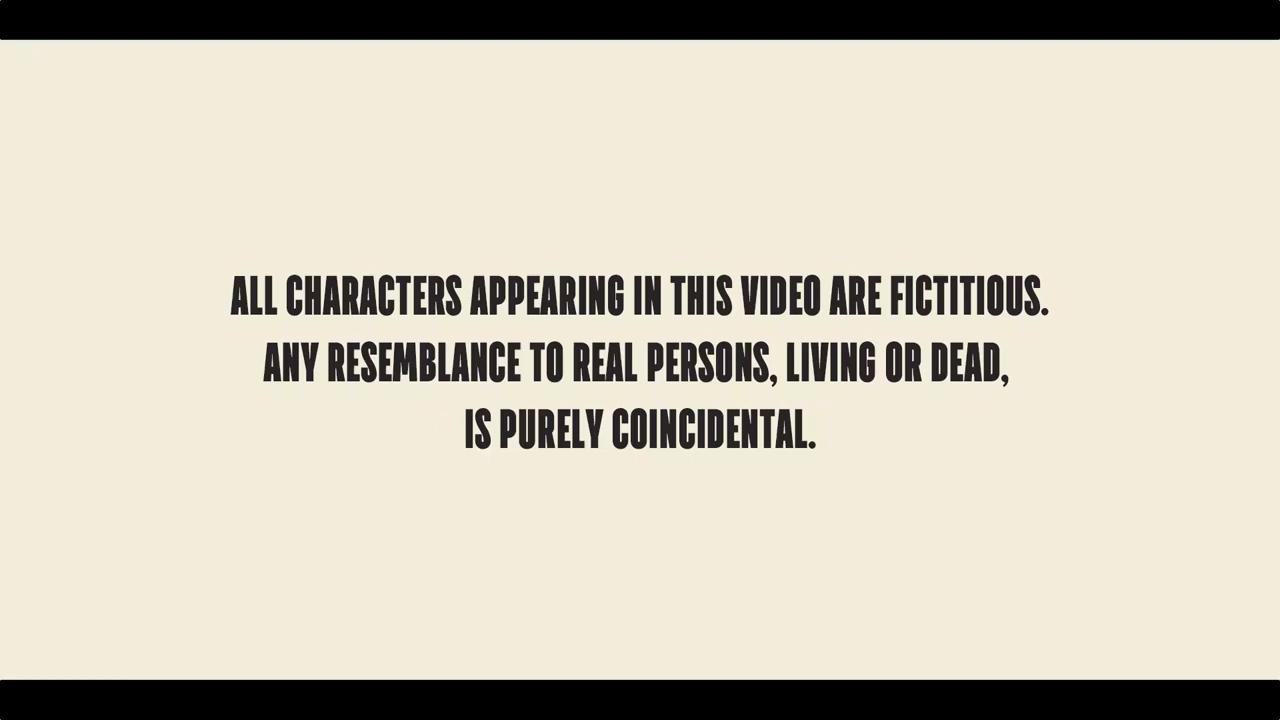 ALL CHARACTERS APPEARING IN THIS VIDEO ARE FICTITIOUS.
ANY RESEMBLANCE TO REAL PERSONS, LIVING OR DEAD,
IS PURELY COINCIDENTAL.